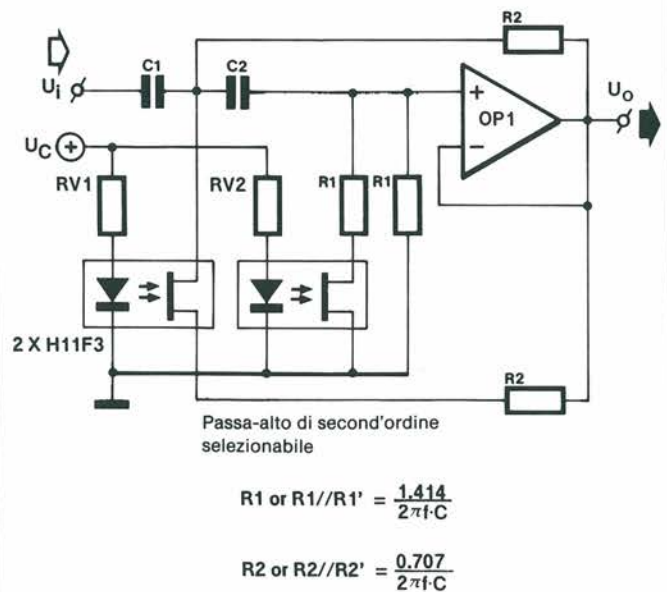 R2
Ui
C1
C2
+
OP1
−
Uo
UC +
RV1
RV2
R1
R1
2 X H11F3
R2
Passa-alto di second'ordine
selezionabile
R1 or R1//R1' = 1.414
2πf·C
R2 or R2//R2' = 0.707
2πf·C